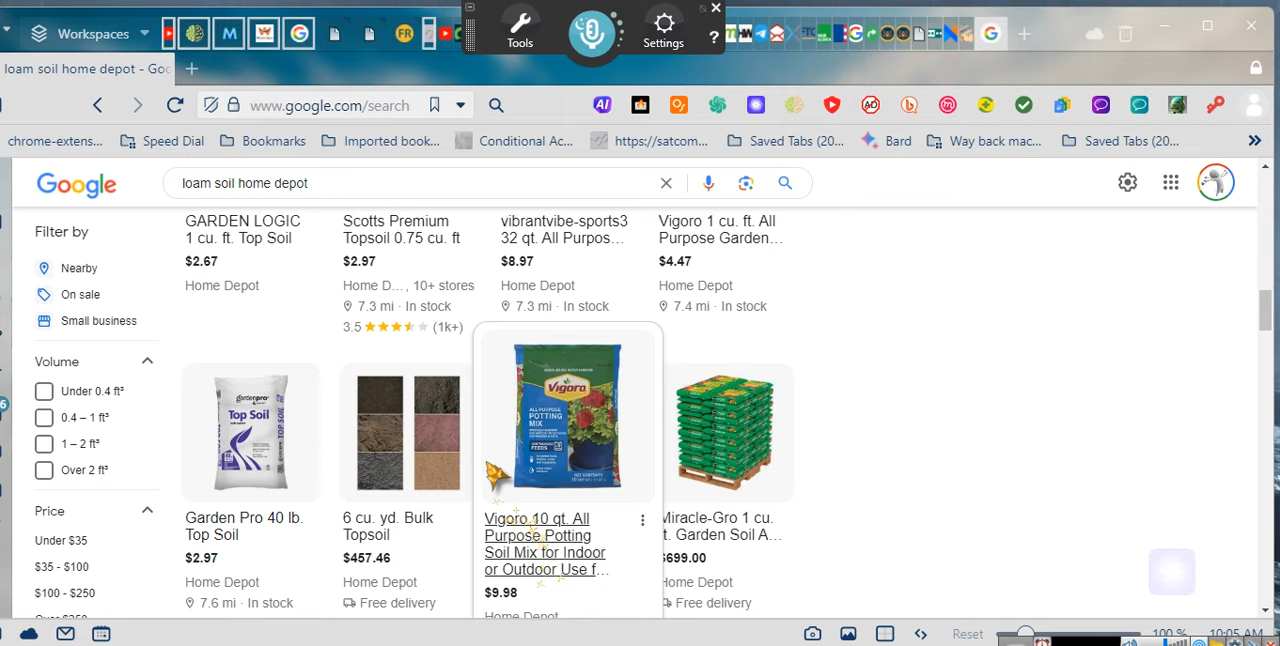 Workspaces
Tools
Settings
?
M
FR
G
loam soil home depot - Goo
www.google.com/search
chrome-extens...
Speed Dial
Bookmarks
Imported book...
Conditional Ac...
https://satcom...
Saved Tabs (20...
Bard
Way back mac...
Saved Tabs (20...
Google
loam soil home depot
Filter by
Nearby
On sale
Small business
Volume
Under 0.4 ft³
0.4 – 1 ft³
1 – 2 ft³
Over 2 ft³
Price
Under $35
$35 - $100
$100 - $250
GARDEN LOGIC
1 cu. ft. Top Soil
$2.67
Home Depot
Scotts Premium
Topsoil 0.75 cu. ft
$2.97
Home D..., 10+ stores
7.3 mi · In stock
3.5 (1k+)
vibrantvibe-sports3
32 qt. All Purpos...
$8.97
Home Depot
7.3 mi · In stock
Vigoro 1 cu. ft. All
Purpose Garden...
$4.47
Home Depot
7.4 mi · In stock
gardenpro
Top Soil
Garden Pro 40 lb.
Top Soil
$2.97
Home Depot
7.6 mi · In stock
6 cu. yd. Bulk
Topsoil
$457.46
Home Depot
Free delivery
Vigoro
ALL-PURPOSE
POTTING
MIX
FEEDS
Vigoro 10 qt. All
Purpose Potting
Soil Mix for Indoor
or Outdoor Use f...
$9.98
Home Depot
Miracle-Gro 1 cu.
ft. Garden Soil A...
$699.00
Home Depot
Free delivery
Reset
100 %
10:05 AM